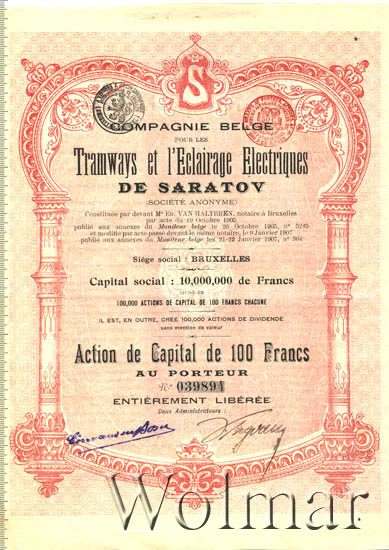 S
COMPAGNIE BELGE
POUR LES
Tramways et l'Eclairage Electriques
DE SARATOV
(SOCIÉTÉ ANONYME)
Constituée par devant Me ED. VAN HALTEREN, notaire à Bruxelles
par acte du 19 Octobre 1905
publié aux annexes du Moniteur belge le 26 Octobre 1905, n° 5245
et modifié par acte passé devant le même notaire, le 9 Janvier 1907
publié aux annexes du Moniteur belge les 21-22 Janvier 1907, n° 364
Siège social : BRUXELLES
Capital social : 10,000,000 de Francs
DIVISÉ EN
100,000 ACTIONS DE CAPITAL DE 100 FRANCS CHACUNE
IL EST, EN OUTRE, CRÉÉ 100,000 ACTIONS DE DIVIDENDE
sans mention de valeur
Action de Capital de 100 Francs
AU PORTEUR
N° 039894
ENTIÈREMENT LIBÉRÉE
Deux Administrateurs :
Wolmar